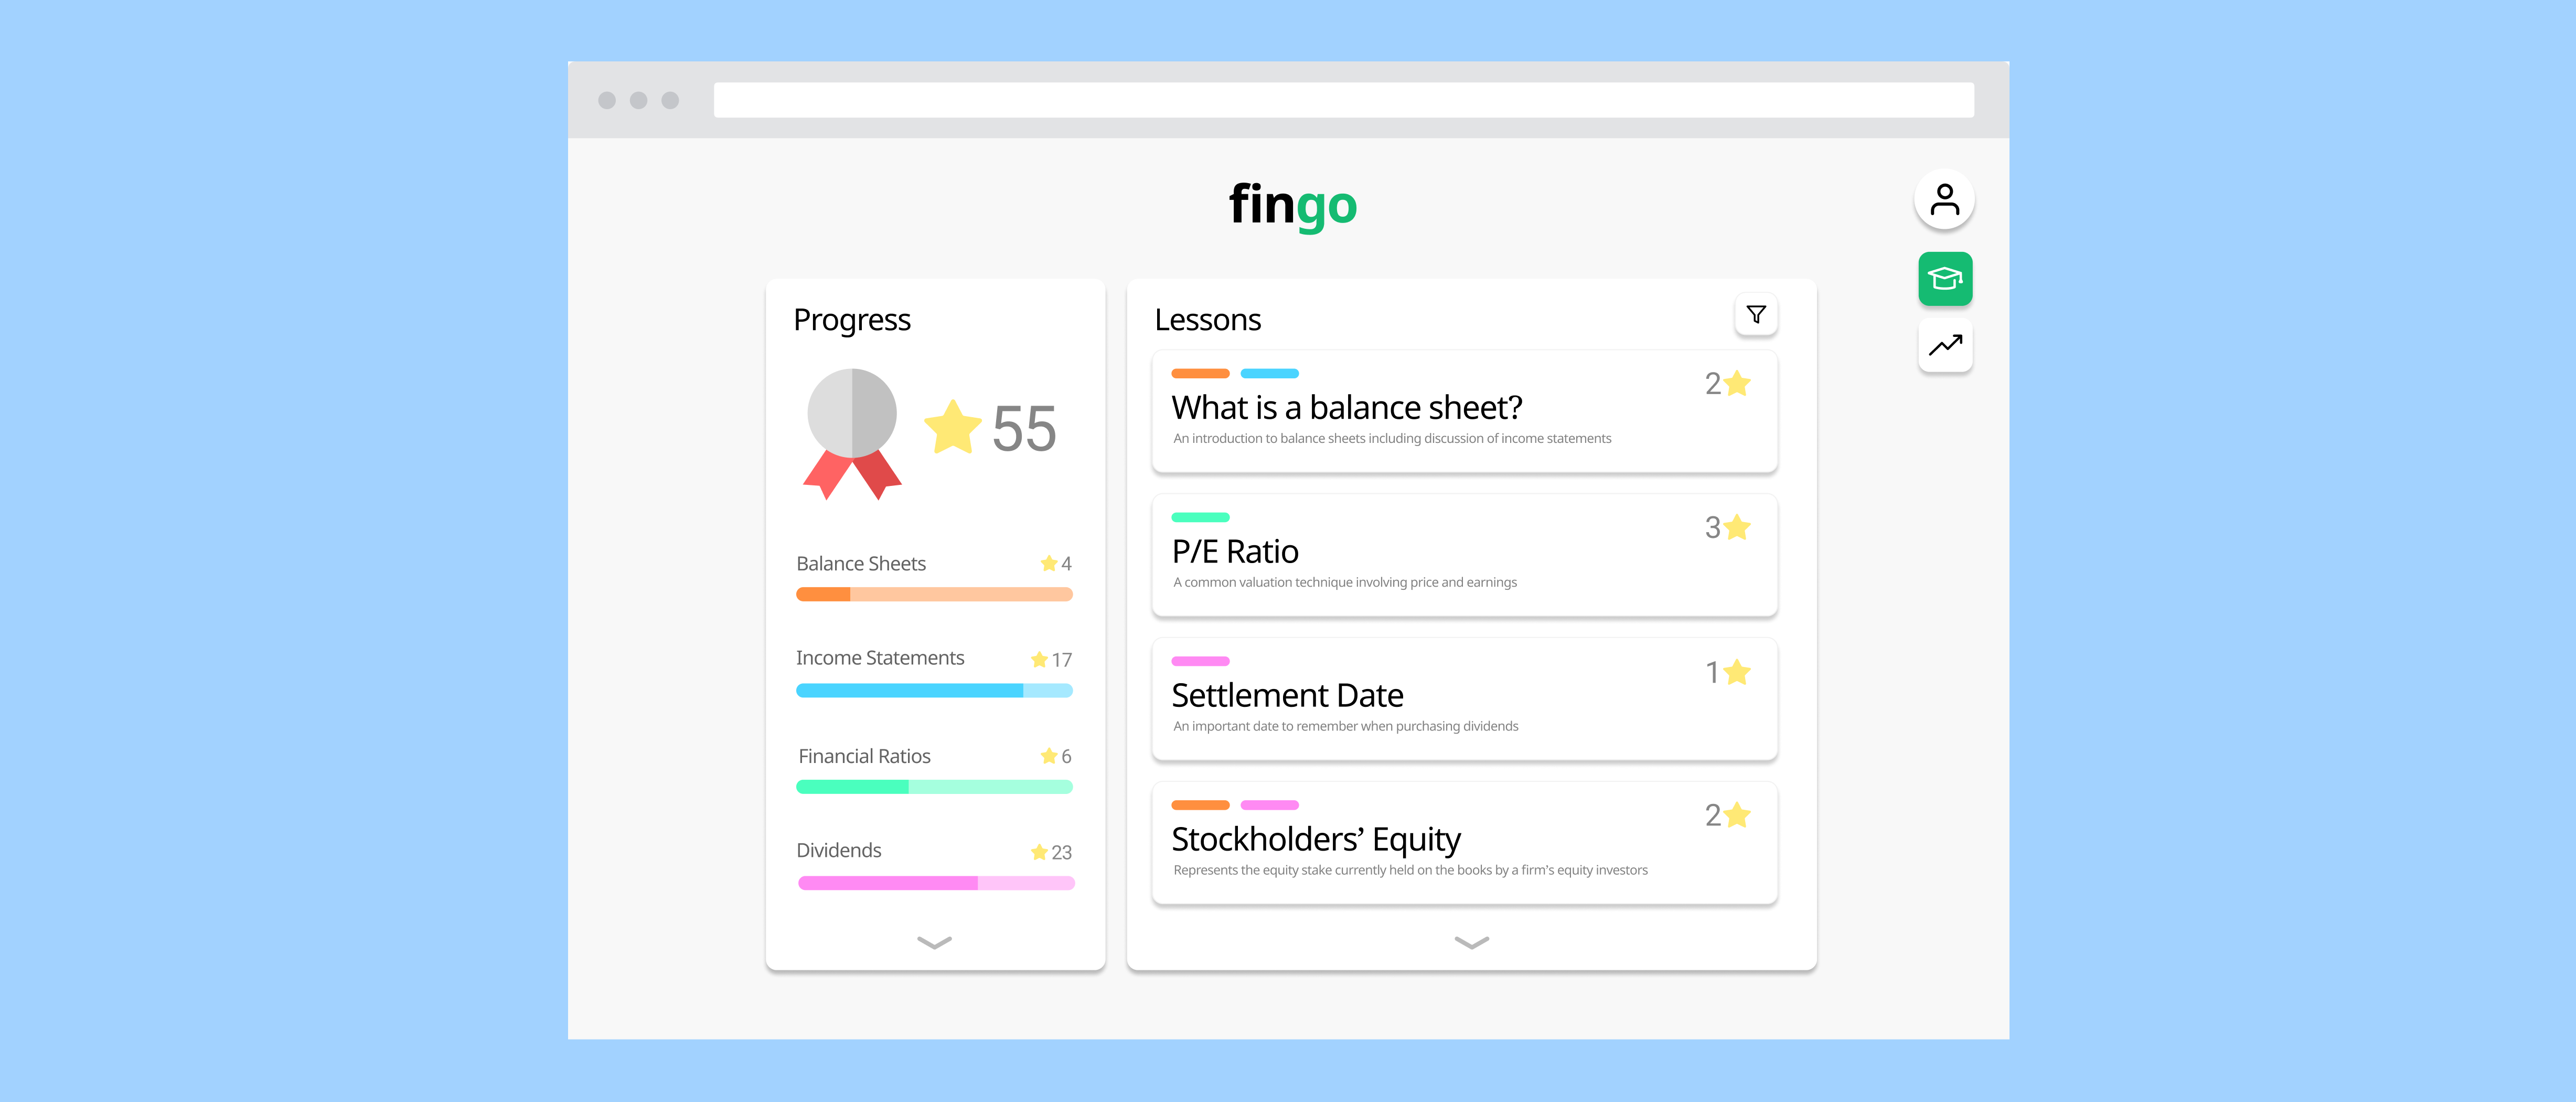 fingo
Progress
55
Balance Sheets 4
Income Statements 17
Financial Ratios 6
Dividends 23
Lessons
2
What is a balance sheet?
An introduction to balance sheets including discussion of income statements
3
P/E Ratio
A common valuation technique involving price and earnings
1
Settlement Date
An important date to remember when purchasing dividends
2
Stockholders’ Equity
Represents the equity stake currently held on the books by a firm's equity investors